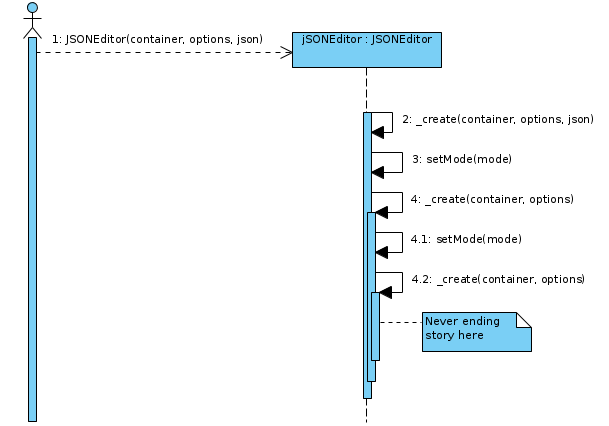 1: JSONEditor(container, options, json)
jSONEditor : JSONEditor
2: _create(container, options, json)
3: setMode(mode)
4: _create(container, options)
4.1: setMode(mode)
4.2: _create(container, options)
Never ending
story here